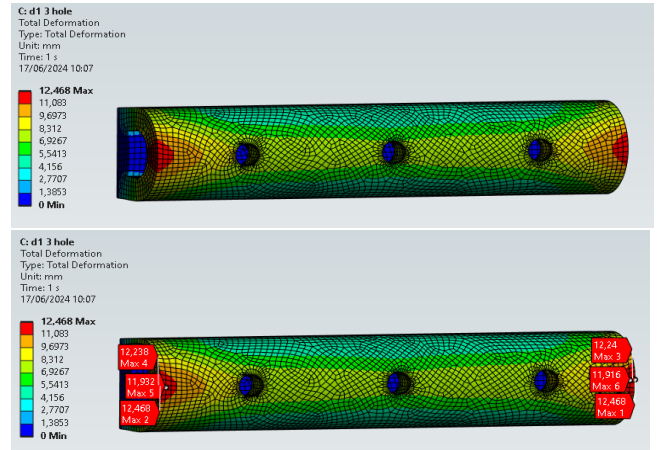 C: d1 3 hole
Total Deformation
Type: Total Deformation
Unit: mm
Time: 1 s
17/06/2024 10:07
12,468 Max
11,083
9,6973
8,312
6,9267
5,5413
4,156
2,7707
1,3853
0 Min
C: d1 3 hole
Total Deformation
Type: Total Deformation
Unit: mm
Time: 1 s
17/06/2024 10:07
12,468 Max
11,083
9,6973
8,312
6,9267
5,5413
4,156
2,7707
1,3853
0 Min
12,238
Max 4
11,932
Max 5
12,468
Max 2
12,24
Max 3
11,916
Max 6
12,468
Max 1